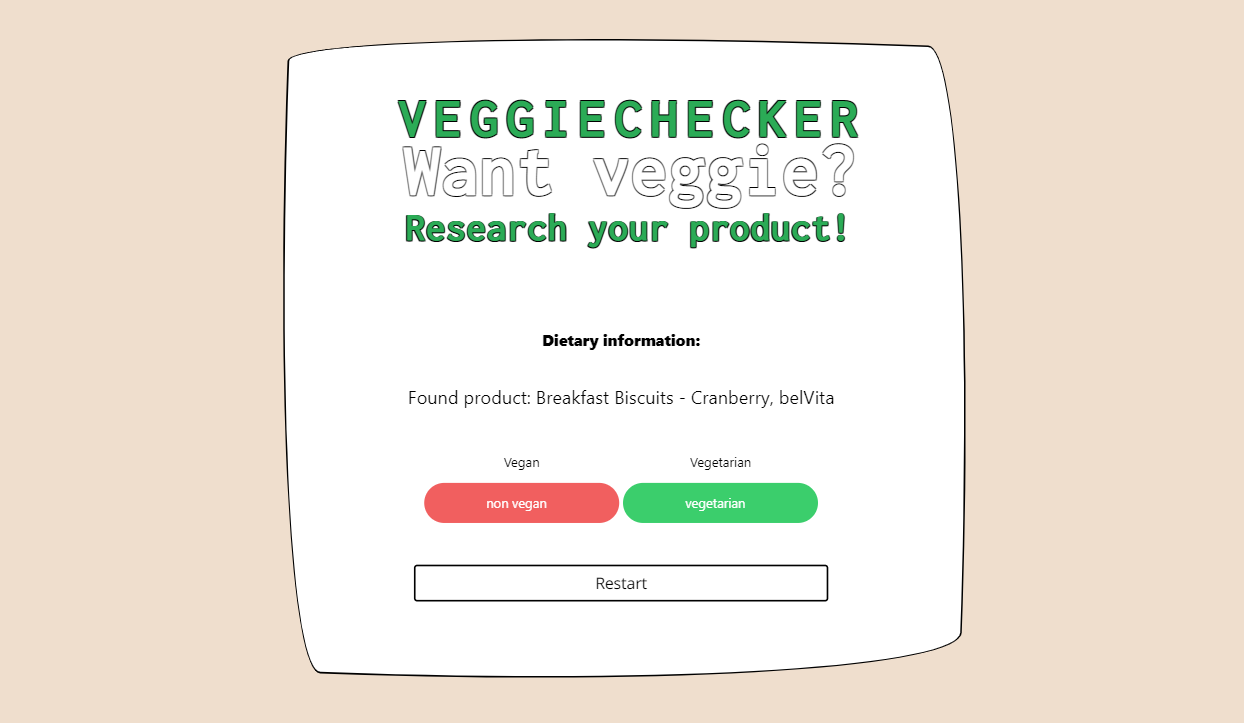 VEGGIECHECKER
Want veggie?
Research your product!
Dietary information:
Found product: Breakfast Biscuits - Cranberry, belVita
Vegan Vegetarian
non vegan vegetarian
Restart